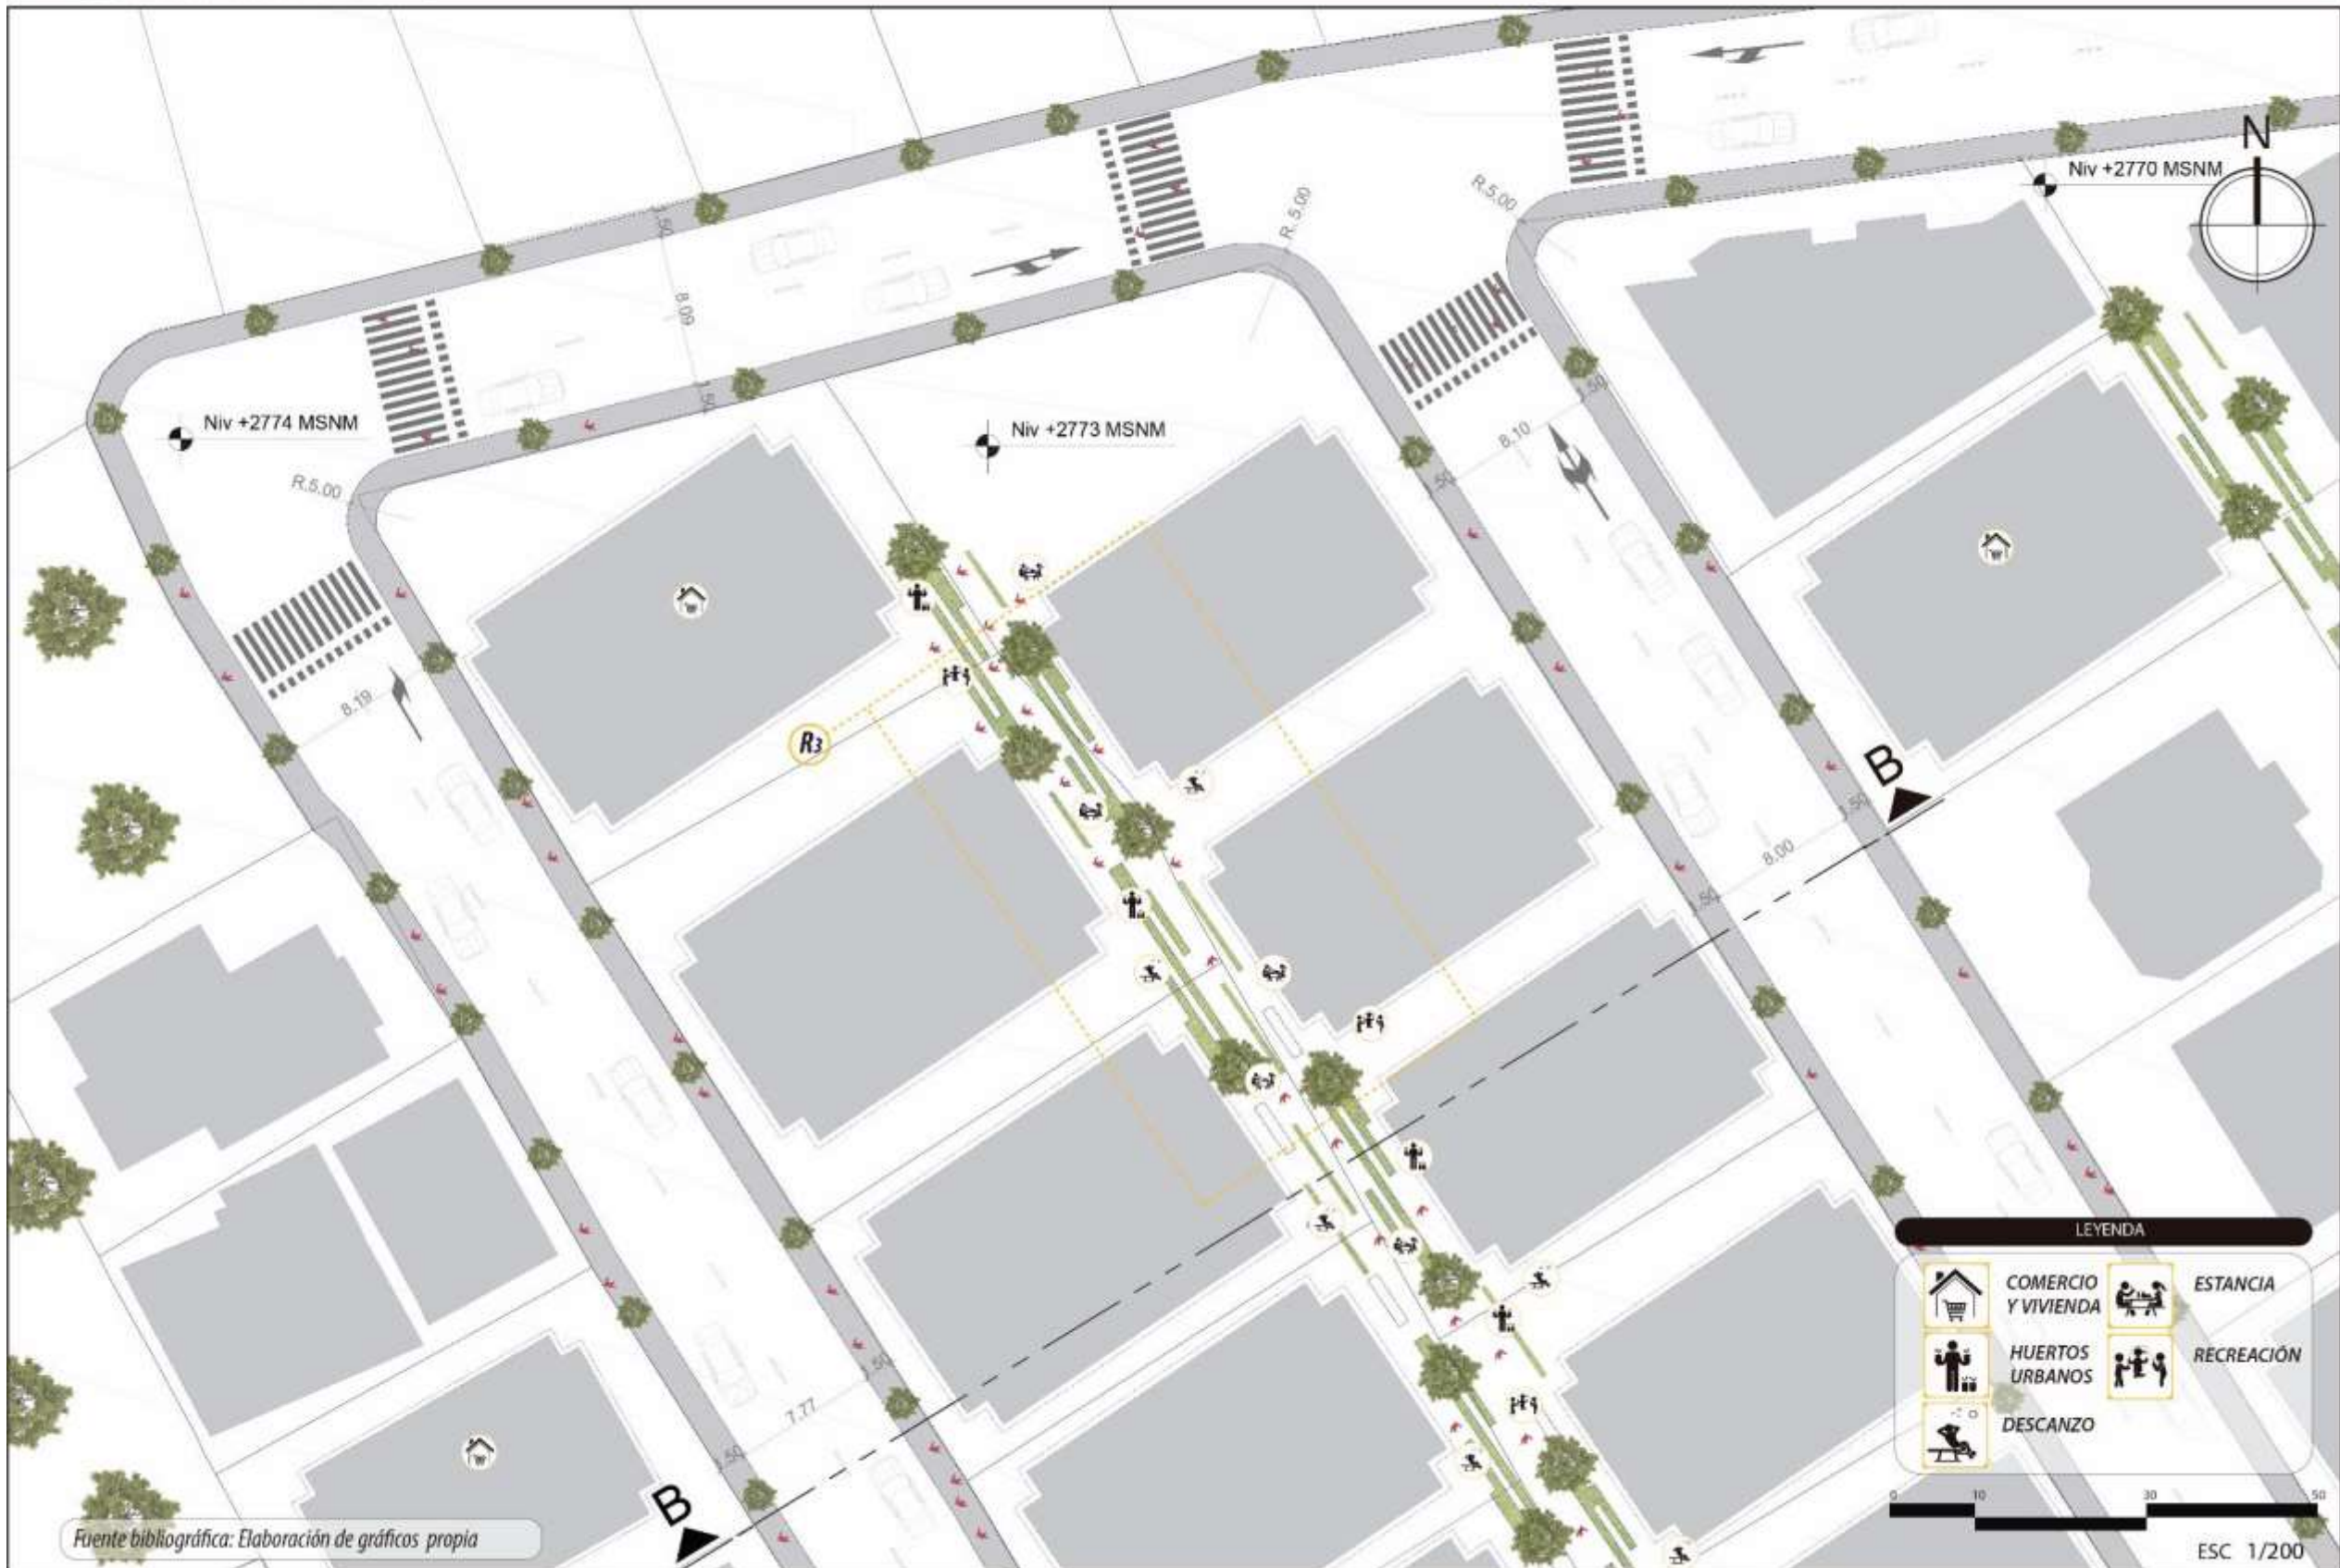 N
Niv +2770 MSNM
R.5.00
R. 5.00
1.50
8.09
1.50
Niv +2774 MSNM
Niv +2773 MSNM
R.5.00
1.50
8.10
8.19
R3
B
1.50
8.00
1.50
7.77
1.50
B
LEYENDA
COMERCIO
Y VIVIENDA
ESTANCIA
HUERTOS
URBANOS
RECREACIÓN
DESCANZO
0 10 30 50
ESC 1/200
Fuente bibliográfica: Elaboración de gráficos propia